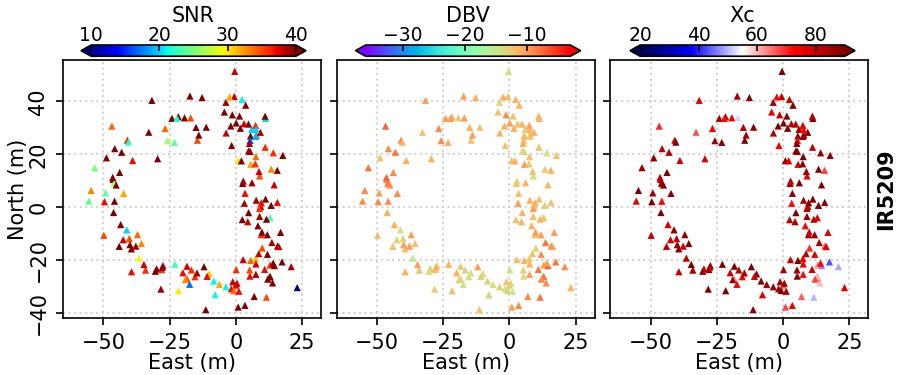 SNR DBV Xc
10 20 30 40 −30 −20 −10 20 40 60 80
40
20
0
−20
−40
North (m)
−50 −25 0 25 −50 −25 0 25 −50 −25 0 25
East (m) East (m) East (m)
IR5209